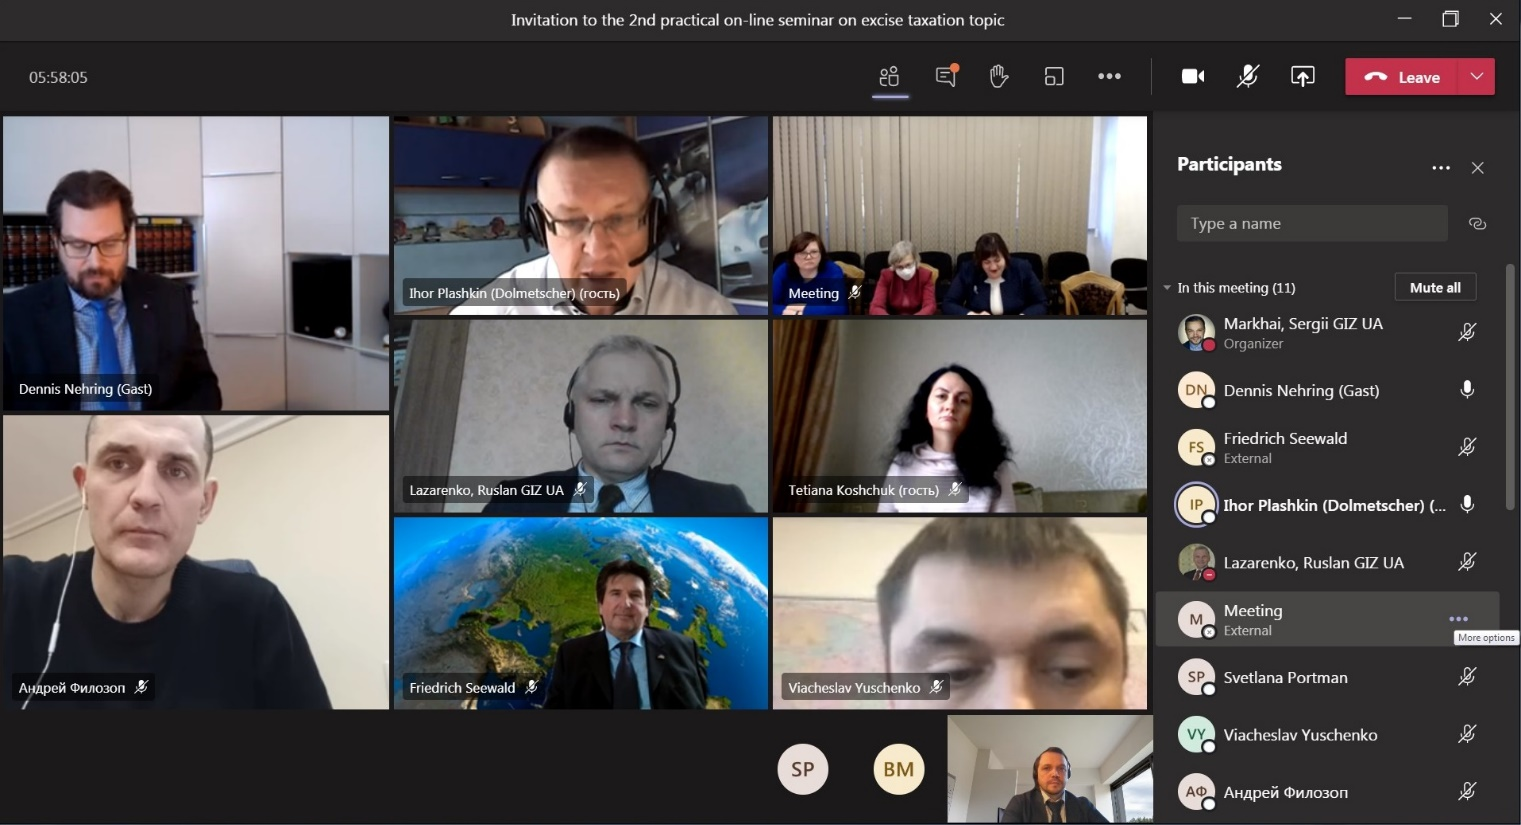 Invitation to the 2nd practical on-line seminar on excise taxation topic
05:58:05
Leave
Dennis Nehring (Gast)
Ihor Plashkin (Dolmetscher) (гость)
Meeting
Lazarenko, Ruslan GIZ UA
Tetiana Koshchuk (гость)
Андрей Филозоп
Friedrich Seewald
Viacheslav Yuschenko
SP
BM
Participants
Type a name
In this meeting (11)
Mute all
Markhai, Sergii GIZ UA
Organizer
DN
Dennis Nehring (Gast)
FS
Friedrich Seewald
External
IP
Ihor Plashkin (Dolmetscher) (...
Lazarenko, Ruslan GIZ UA
M
Meeting
External
More options
SP
Svetlana Portman
VY
Viacheslav Yuschenko
АФ
Андрей Филозоп